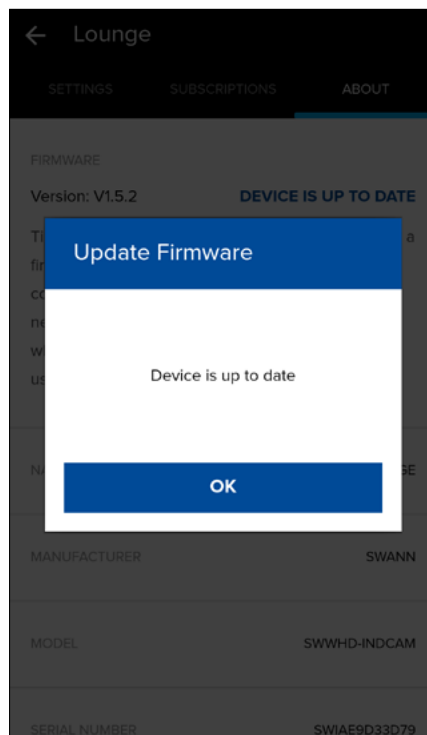 Lounge
SETTINGS SUBSCRIPTIONS ABOUT
FIRMWARE
Version: V1.5.2 DEVICE IS UP TO DATE
a
Update Firmware
Device is up to date
OK
MANUFACTURER SWANN
MODEL SWWHD-INDCAM
SERIAL NUMBER SWIAE9D33D79